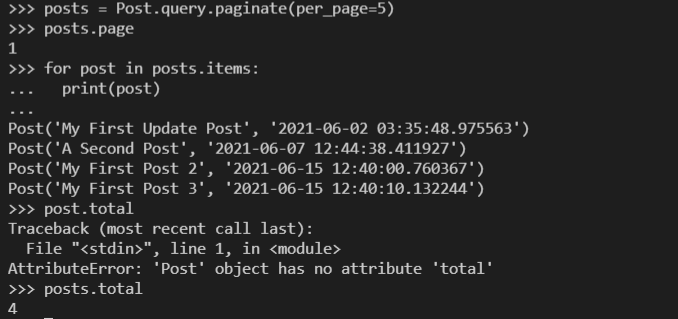 >>> posts = Post.query.paginate(per_page=5)
>>> posts.page
1
>>> for post in posts.items:
...   print(post)
...
Post('My First Update Post', '2021-06-02 03:35:48.975563')
Post('A Second Post', '2021-06-07 12:44:38.411927')
Post('My First Post 2', '2021-06-15 12:40:00.760367')
Post('My First Post 3', '2021-06-15 12:40:10.132244')
>>> post.total
Traceback (most recent call last):
  File "<stdin>", line 1, in <module>
AttributeError: 'Post' object has no attribute 'total'
>>> posts.total
4